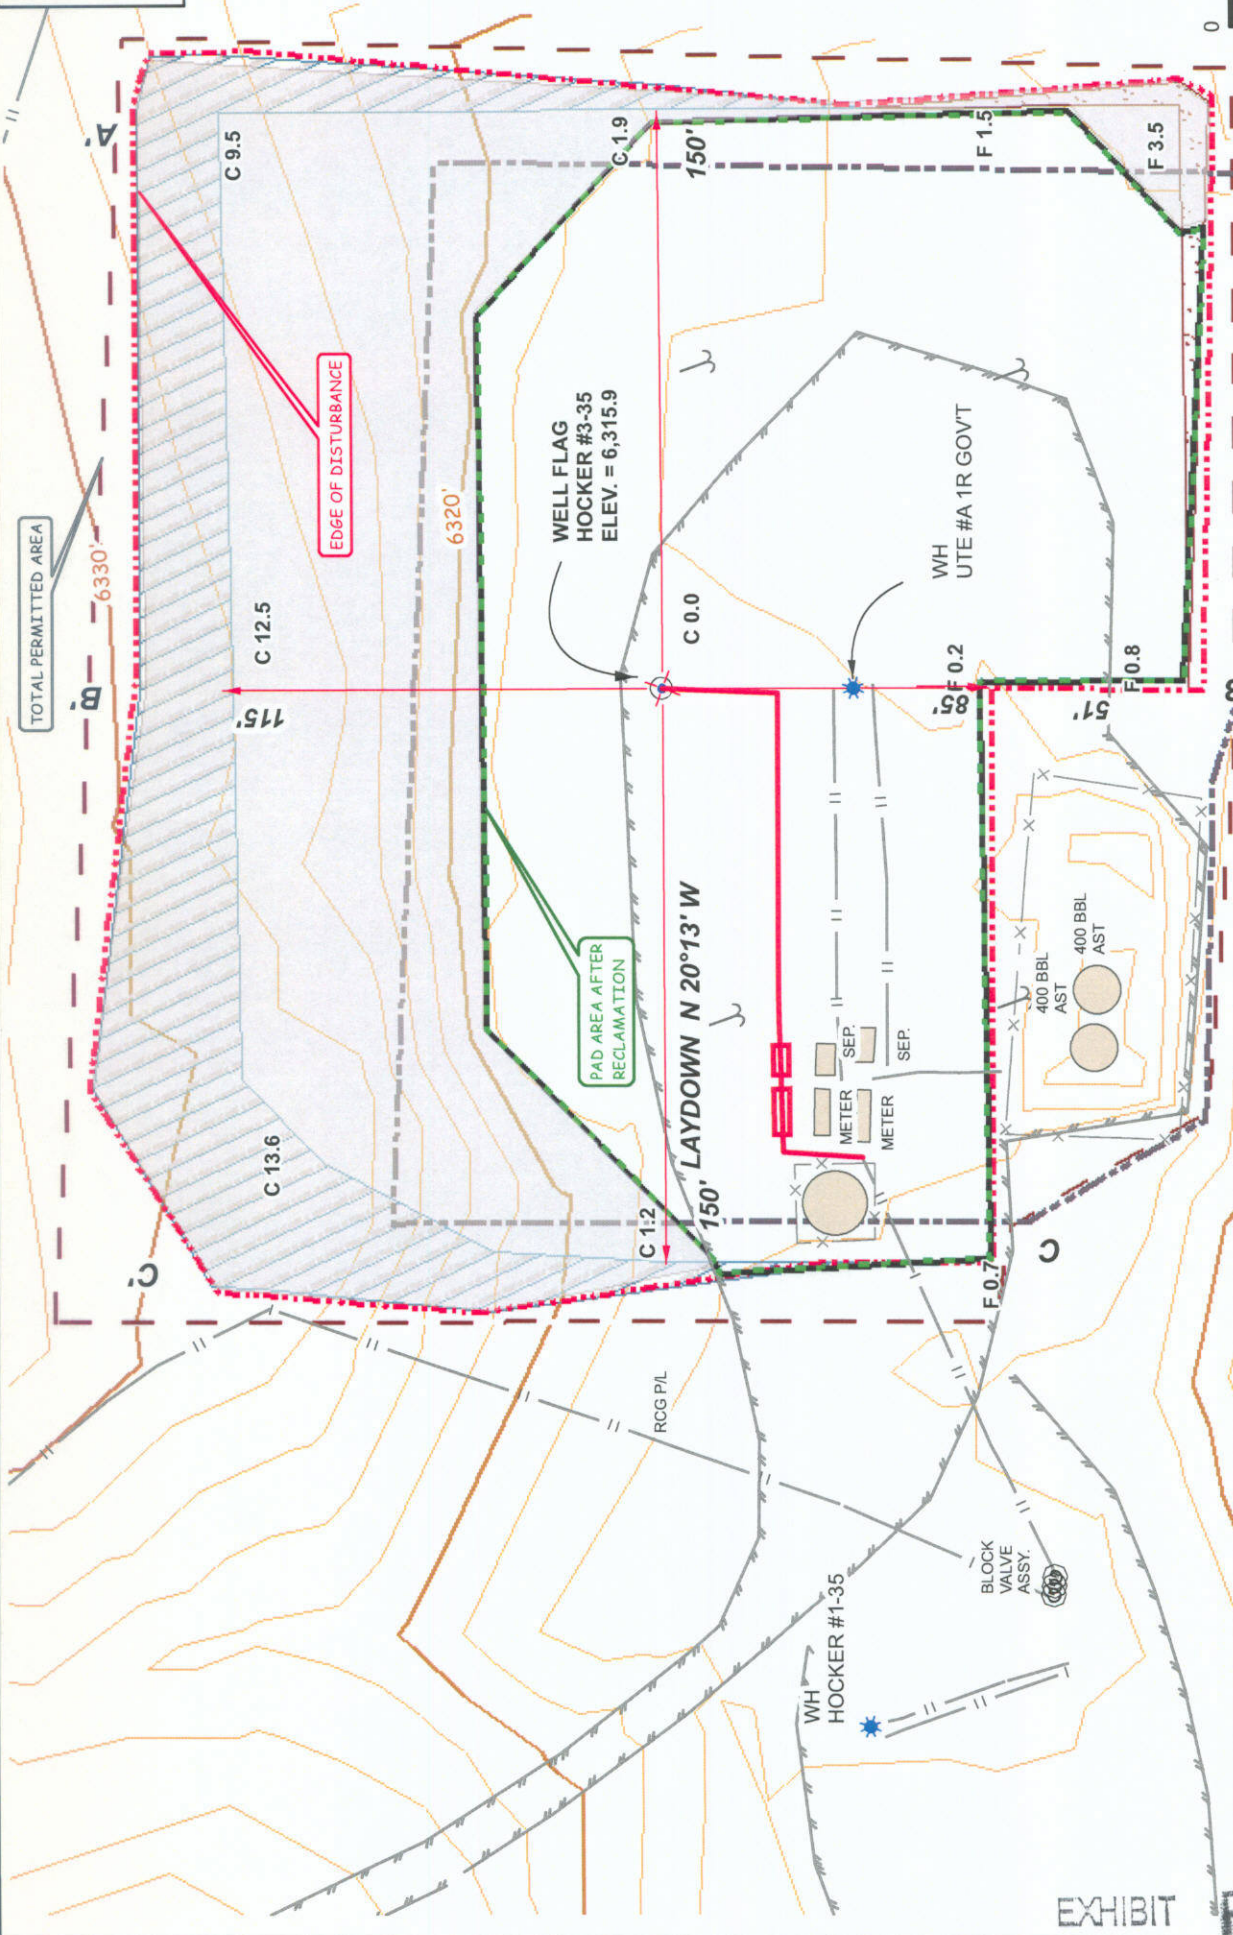 TOTAL PERMITTED AREA
6330'
A'
B'
C'
EDGE OF DISTURBANCE
C 9.5
C 12.5
C 13.6
115'
6320'
C 1.9
150'
WELL FLAG
HOCKER #3-35
ELEV. = 6,315.9
C 0.0
PAD AREA AFTER
RECLAMATION
C 1.2
150'
LAYDOWN N 20°13' W
F 1.5
F 3.5
WH
UTE #A 1R GOV'T
F 0.2
85'
51'
F 0.8
METER
SEP.
METER
SEP.
400 BBL
AST
400 BBL
AST
F 0.7
C
RCG P/L
BLOCK
VALVE
ASSY.
WH
HOCKER #1-35
EXHIBIT
0